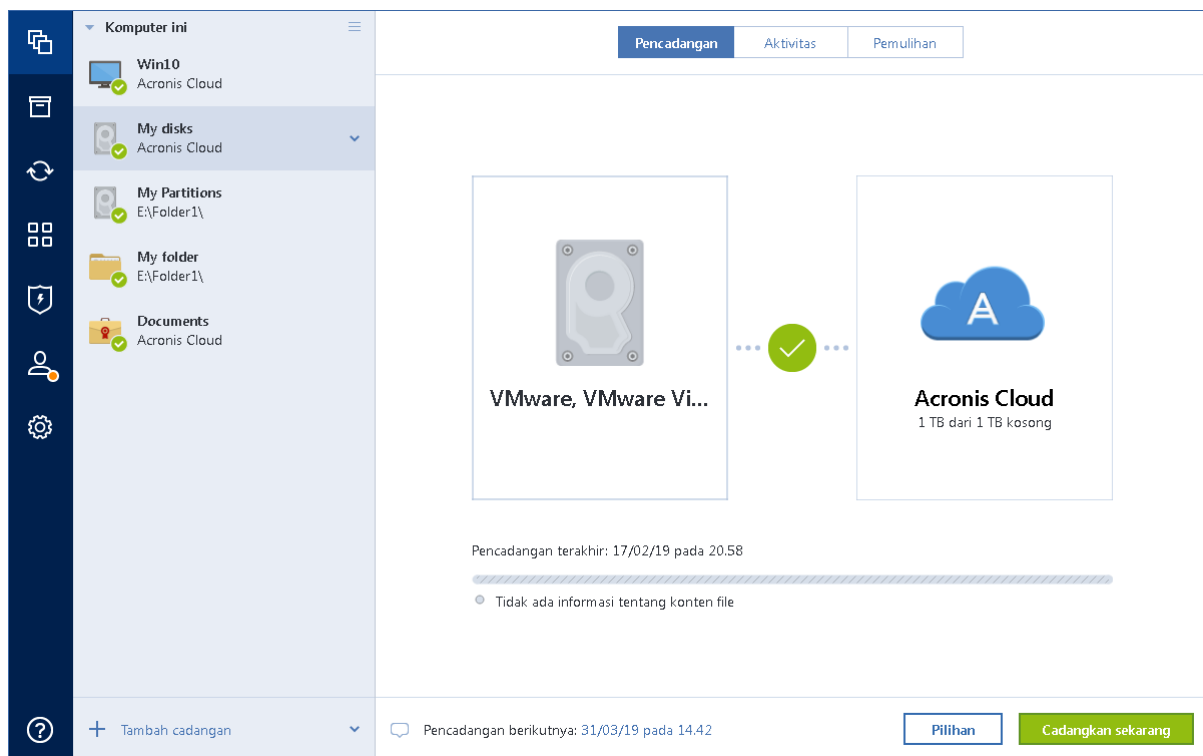 Komputer ini
Win10
Acronis Cloud
My disks
Acronis Cloud
My Partitions
E:\Folder1\
My folder
E:\Folder1\
Documents
Acronis Cloud
Tambah cadangan
Pencadangan
Aktivitas
Pemulihan
VMware, VMware Vi...
A
Acronis Cloud
1 TB dari 1 TB kosong
Pencadangan terakhir: 17/02/19 pada 20.58
Tidak ada informasi tentang konten file
Pencadangan berikutnya: 31/03/19 pada 14.42
Pilihan
Cadangkan sekarang